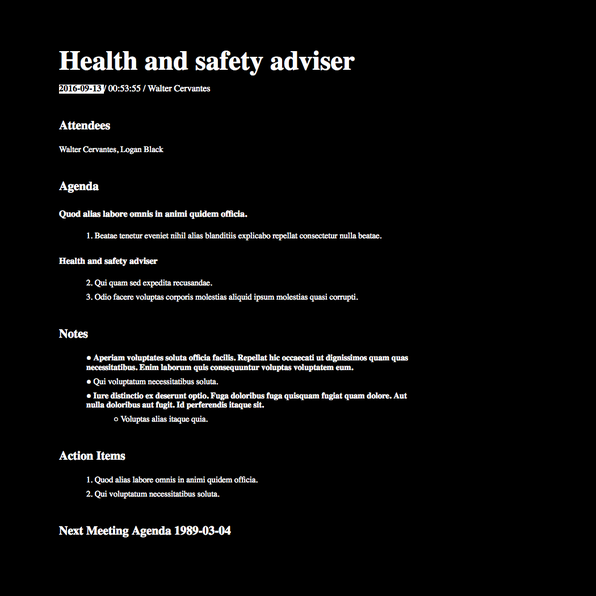 Health and safety adviser
2016-09-13 / 00:53:55 / Walter Cervantes
Attendees
Walter Cervantes, Logan Black
Agenda
Quod alias labore omnis in animi quidem officia.
1. Beatae tenetur eveniet nihil alias blanditiis explicabo repellat consectetur nulla beatae.
Health and safety adviser
2. Qui quam sed expedita recusandae.
3. Odio facere voluptas corporis molestias aliquid ipsum molestias quasi corrupti.
Notes
● Aperiam voluptates soluta officia facilis. Repellat hic occaecati ut dignissimos quam quas
necessitatibus. Enim laborum quis consequuntur voluptas voluptatem eum.
● Qui voluptatum necessitatibus soluta.
● Iure distinctio ex deserunt optio. Fuga doloribus fuga quisquam fugiat quam dolore. Aut
nulla doloribus aut fugit. Id perferendis itaque sit.
○ Voluptas alias itaque quia.
Action Items
1. Quod alias labore omnis in animi quidem officia.
2. Qui voluptatum necessitatibus soluta.
Next Meeting Agenda 1989-03-04